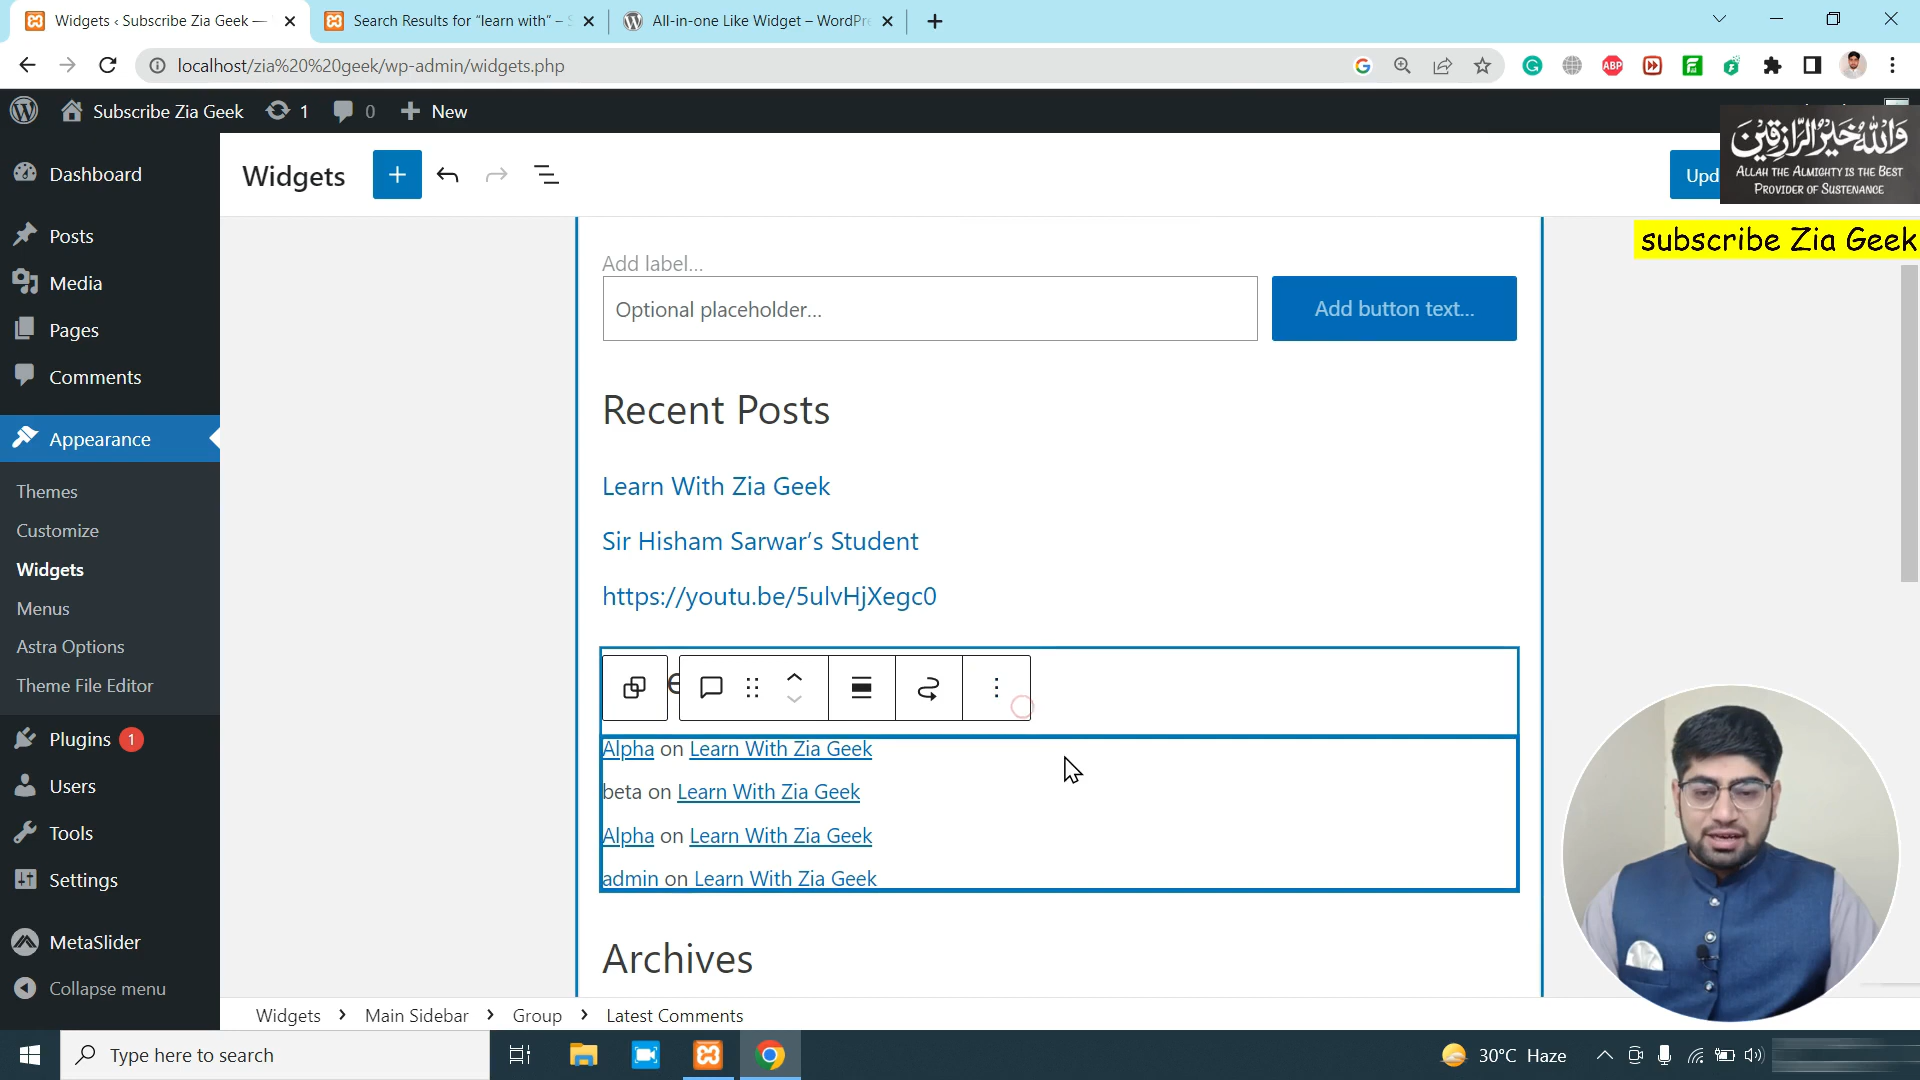 Widgets ‹ Subscribe Zia Geek —
Search Results for “learn with” –
All-in-one Like Widget – WordPre
localhost/zia%20%20geek/wp-admin/widgets.php
ABP
Subscribe Zia Geek
1
0
New
Dashboard
Posts
Media
Pages
Comments
Appearance
Themes
Customize
Widgets
Menus
Astra Options
Theme File Editor
Plugins 1
Users
Tools
Settings
MetaSlider
Collapse menu
Widgets
Upd
وَاللّٰهُ خَيْرُ الرَّازِقِيْنَ
ALLAH THE ALMIGHTY IS THE BEST
PROVIDER OF SUSTENANCE
subscribe Zia Geek
Add label...
Optional placeholder...
Add button text...
Recent Posts
Learn With Zia Geek
Sir Hisham Sarwar’s Student
https://youtu.be/5ulvHjXegc0
Alpha on Learn With Zia Geek
beta on Learn With Zia Geek
Alpha on Learn With Zia Geek
admin on Learn With Zia Geek
Archives
Widgets › Main Sidebar › Group › Latest Comments
Type here to search
30°C Haze